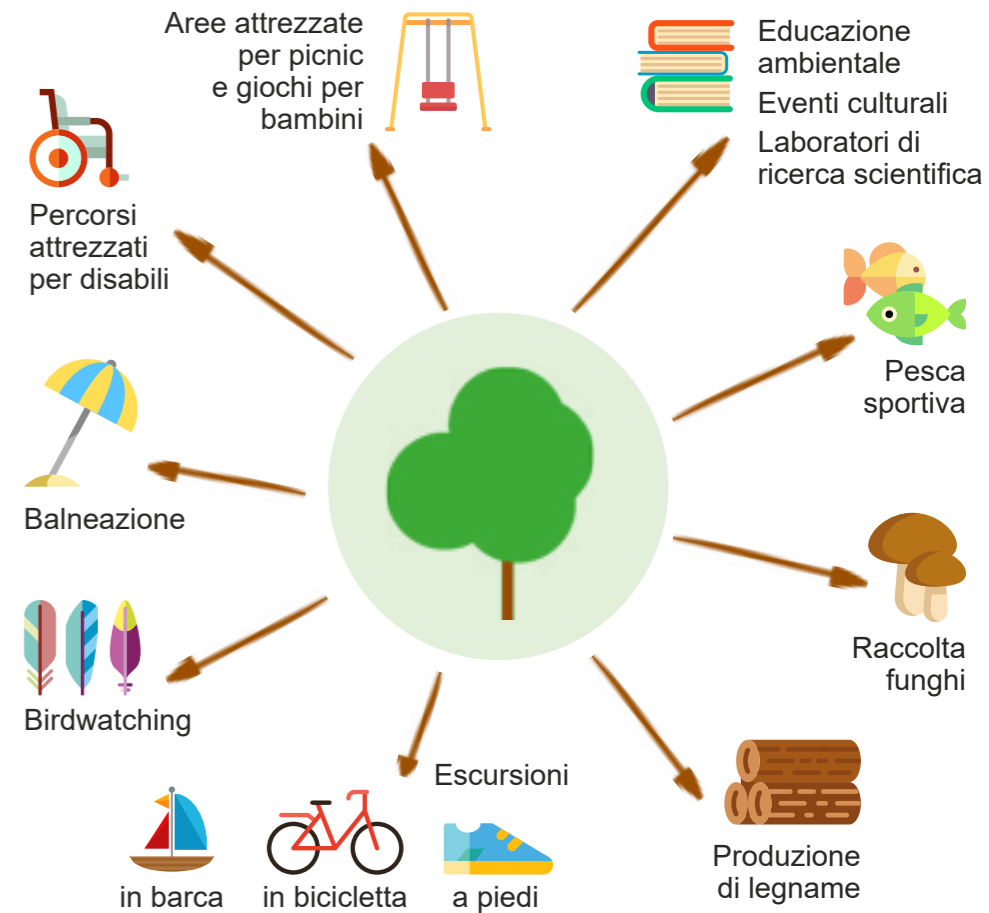 Aree attrezzate
per picnic
e giochi per
bambini
Educazione
ambientale
Eventi culturali
Laboratori di
ricerca scientifica
Percorsi
attrezzati
per disabili
Pesca
sportiva
Balneazione
Raccolta
funghi
Birdwatching
Escursioni
in barca
in bicicletta
a piedi
Produzione
di legname